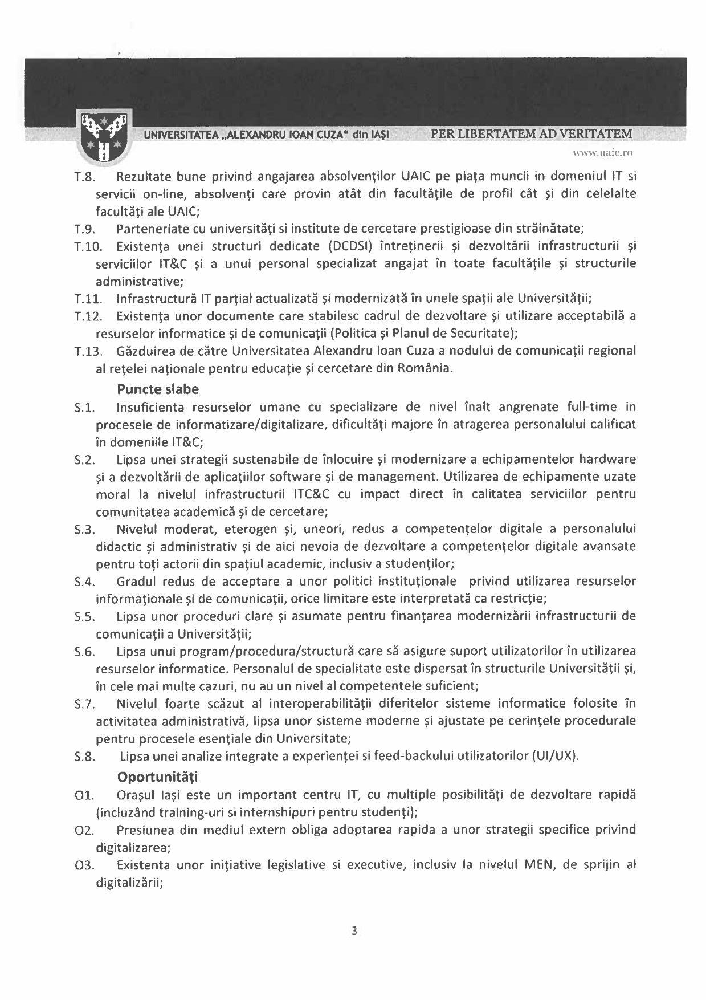 UNIVERSITATEA „ALEXANDRU IOAN CUZA“ din IAŞI PER LIBERTATEM AD VERITATEM
www.uaic.ro
T.8. Rezultate bune privind angajarea absolvenţilor UAIC pe piaţa muncii in domeniul IT si
servicii on-line, absolvenţi care provin atât din facultăţile de profil cât şi din celelalte
facultăţi ale UAIC;
T.9. Parteneriate cu universităţi si institute de cercetare prestigioase din străinătate;
T.10. Existenţa unei structuri dedicate (DCDSI) întreţinerii şi dezvoltării infrastructurii şi
serviciilor IT&C şi a unui personal specializat angajat în toate facultăţile şi structurile
administrative;
T.11. Infrastructură IT parţial actualizată şi modernizată în unele spaţii ale Universităţii;
T.12. Existenţa unor documente care stabilesc cadrul de dezvoltare şi utilizare acceptabilă a
resurselor informatice şi de comunicaţii (Politica şi Planul de Securitate);
T.13. Găzduirea de către Universitatea Alexandru Ioan Cuza a nodului de comunicaţii regional
al reţelei naţionale pentru educaţie şi cercetare din România.
Puncte slabe
S.1. Insuficienta resurselor umane cu specializare de nivel înalt angrenate full-time in
procesele de informatizare/digitalizare, dificultăţi majore în atragerea personalului calificat
în domeniile IT&C;
S.2. Lipsa unei strategii sustenabile de înlocuire şi modernizare a echipamentelor hardware
şi a dezvoltării de aplicaţiilor software şi de management. Utilizarea de echipamente uzate
moral la nivelul infrastructurii ITC&C cu impact direct în calitatea serviciilor pentru
comunitatea academică şi de cercetare;
S.3. Nivelul moderat, eterogen şi, uneori, redus a competenţelor digitale a personalului
didactic şi administrativ şi de aici nevoia de dezvoltare a competenţelor digitale avansate
pentru toţi actorii din spaţiul academic, inclusiv a studenţilor;
S.4. Gradul redus de acceptare a unor politici instituţionale privind utilizarea resurselor
informaţionale şi de comunicaţii, orice limitare este interpretată ca restricţie;
S.5. Lipsa unor proceduri clare şi asumate pentru finanţarea modernizării infrastructurii de
comunicaţii a Universităţii;
S.6. Lipsa unui program/procedura/structură care să asigure suport utilizatorilor în utilizarea
resurselor informatice. Personalul de specialitate este dispersat în structurile Universităţii şi,
în cele mai multe cazuri, nu au un nivel al competentele suficient;
S.7. Nivelul foarte scăzut al interoperabilităţii diferitelor sisteme informatice folosite în
activitatea administrativă, lipsa unor sisteme moderne şi ajustate pe cerinţele procedurale
pentru procesele esenţiale din Universitate;
S.8. Lipsa unei analize integrate a experienţei si feed-backului utilizatorilor (UI/UX).
Oportunităţi
O1. Oraşul Iaşi este un important centru IT, cu multiple posibilităţi de dezvoltare rapidă
(incluzând training-uri si internshipuri pentru studenţi);
O2. Presiunea din mediul extern obliga adoptarea rapida a unor strategii specifice privind
digitalizarea;
O3. Existenta unor iniţiative legislative si executive, inclusiv la nivelul MEN, de sprijin al
digitalizării;
3